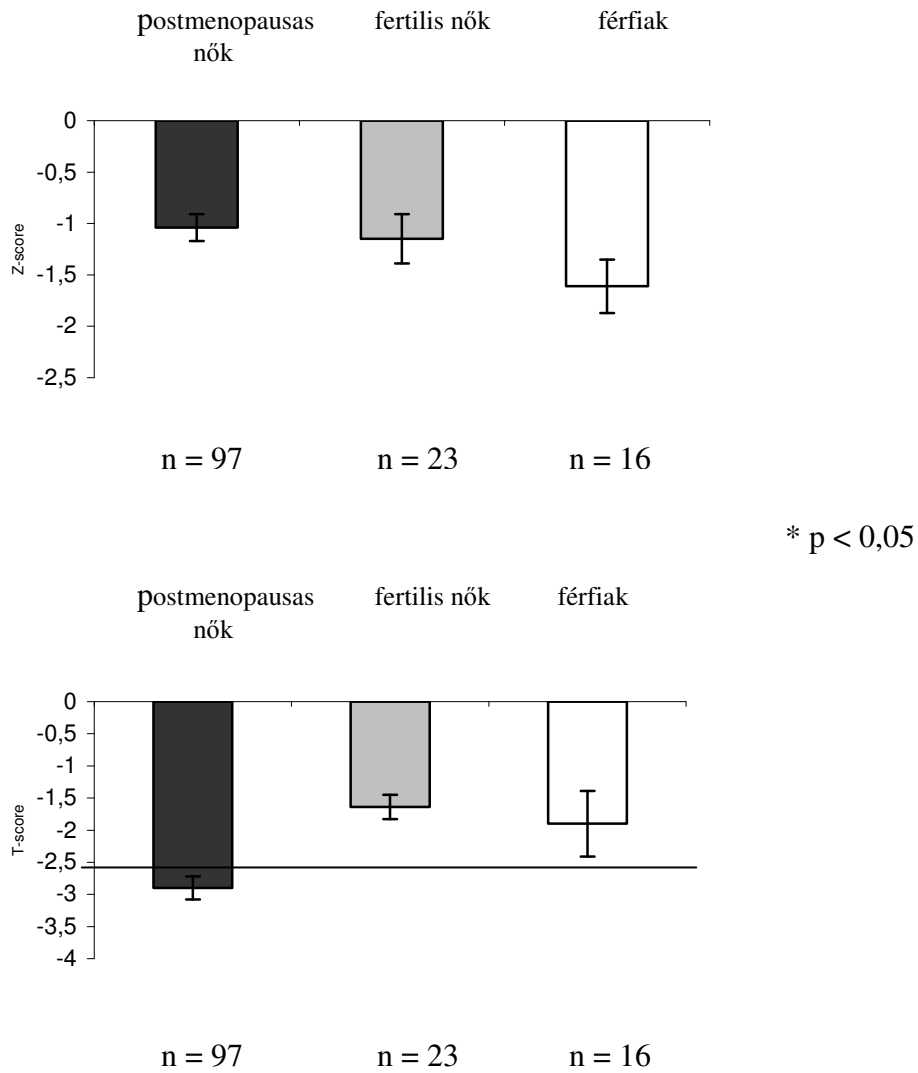 postmenopausas fertilis nők férfiak
nők
0
-0,5
-1
-1,5
-2
-2,5
Z-score
n = 97 n = 23 n = 16
* p < 0,05
postmenopausas fertilis nők férfiak
nők
0
-0,5
-1
-1,5
-2
-2,5
-3
-3,5
-4
T-score
n = 97 n = 23 n = 16